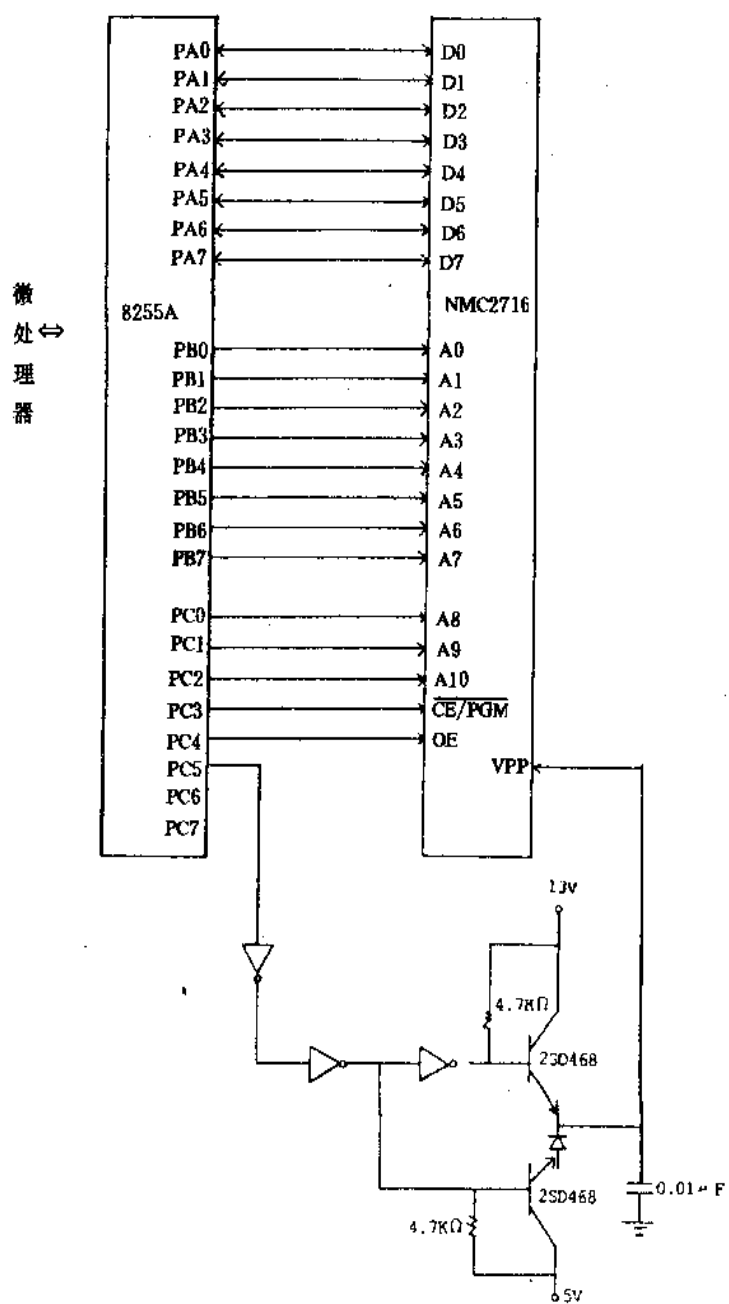 微处理器
⇔
8255A
PA0
PA1
PA2
PA3
PA4
PA5
PA6
PA7
PB0
PB1
PB2
PB3
PB4
PB5
PB6
PB7
PC0
PC1
PC2
PC3
PC4
PC5
PC6
PC7
NMC2716
D0
D1
D2
D3
D4
D5
D6
D7
A0
A1
A2
A3
A4
A5
A6
A7
A8
A9
A10
CE/PGM
OE
VPP
13V
4.7KΩ
2SD468
2SD468
4.7KΩ
0.01μF
5V